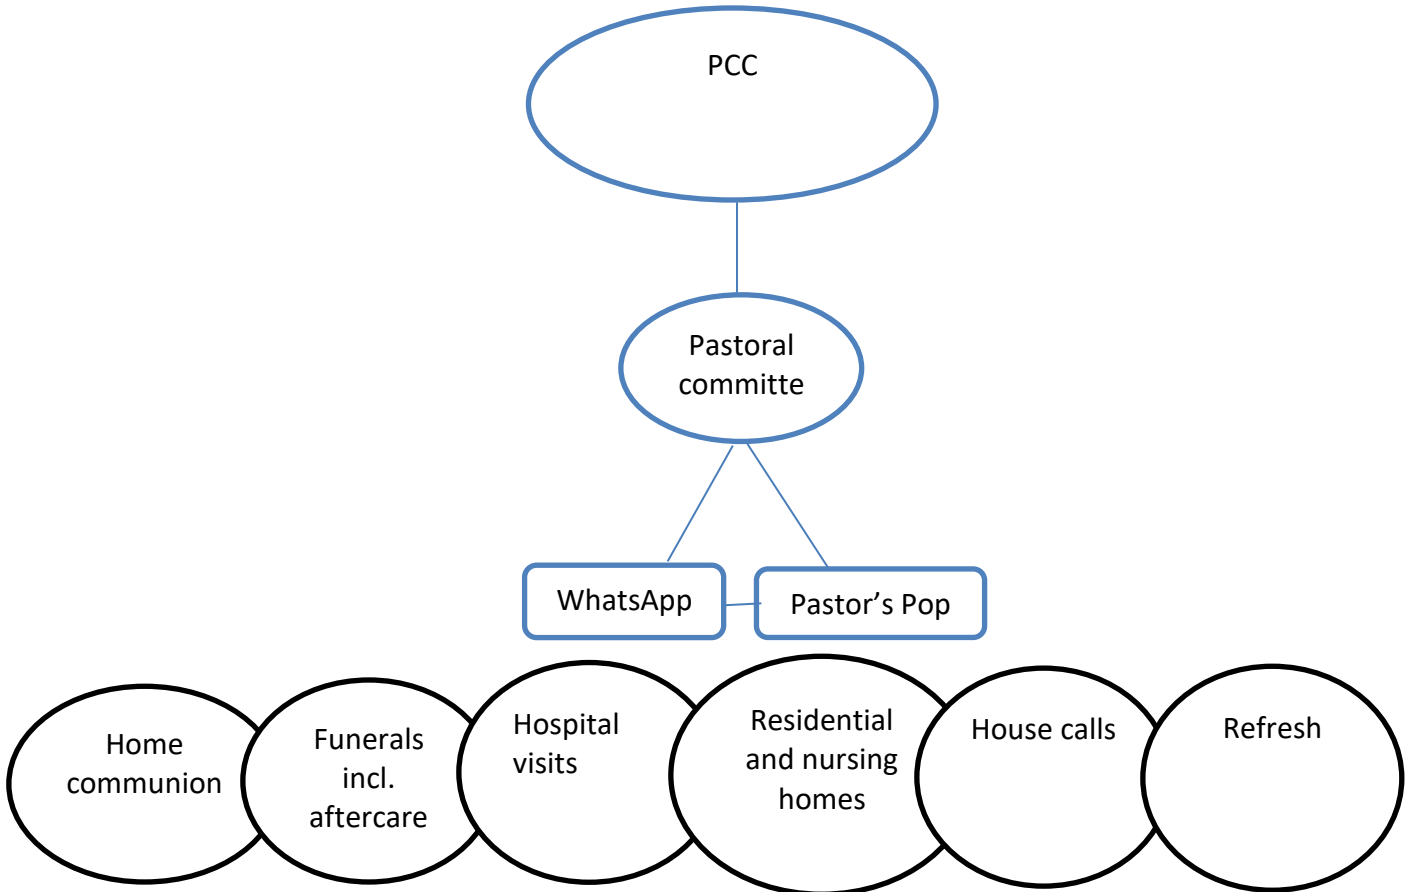 PCC
Pastoral
committe
WhatsApp
Pastor’s Pop
Home
communion
Funerals
incl.
aftercare
Hospital
visits
Residential
and nursing
homes
House calls
Refresh